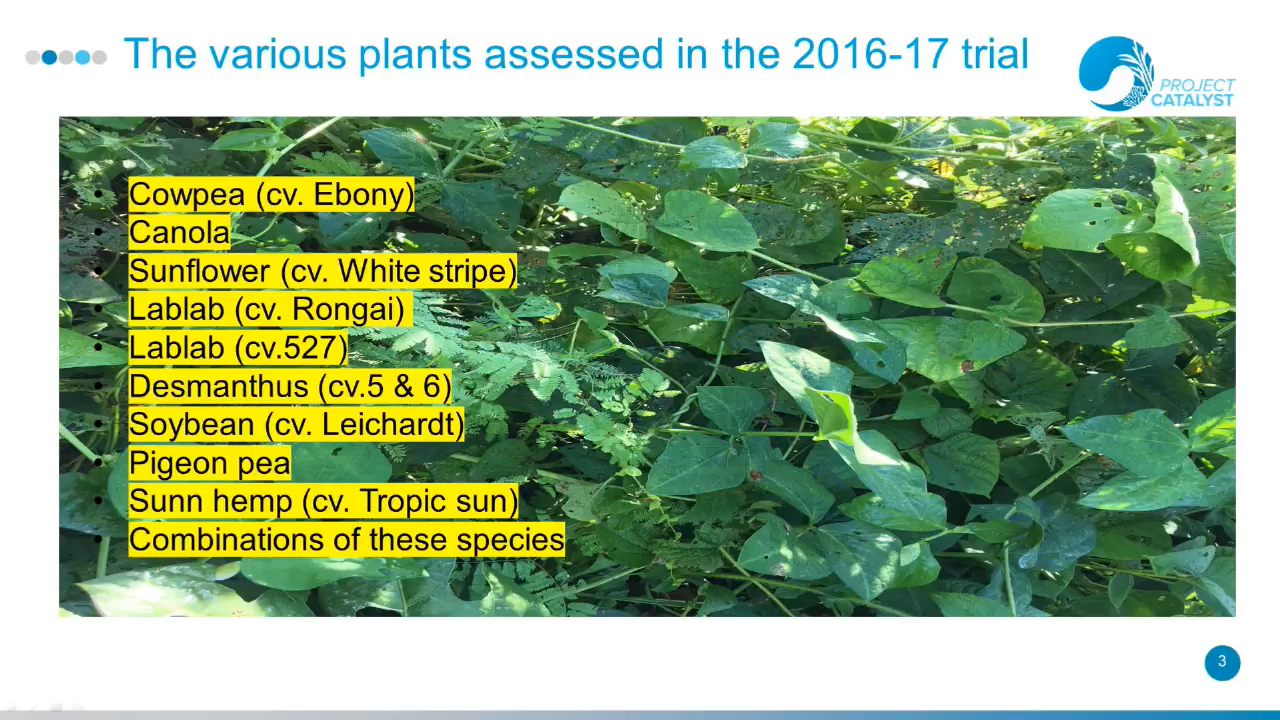 The various plants assessed in the 2016-17 trial
PROJECT
CATALYST
Cowpea (cv. Ebony)
Canola
Sunflower (cv. White stripe)
Lablab (cv. Rongai)
Lablab (cv.527)
Desmanthus (cv.5 & 6)
Soybean (cv. Leichardt)
Pigeon pea
Sunn hemp (cv. Tropic sun)
Combinations of these species
3